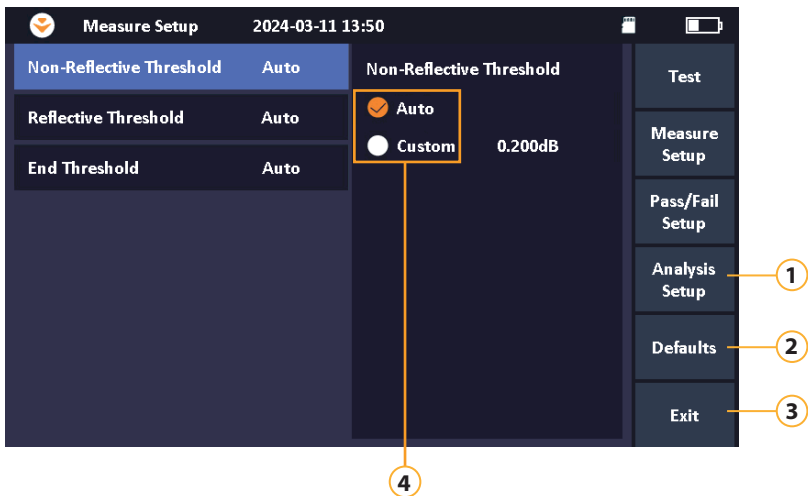 Measure Setup 2024-03-11 13:50
Non-Reflective Threshold Auto
Reflective Threshold Auto
End Threshold Auto
Non-Reflective Threshold
Auto
Custom 0.200dB
Test
Measure
Setup
Pass/Fail
Setup
Analysis
Setup
Defaults
Exit
1
2
3
4